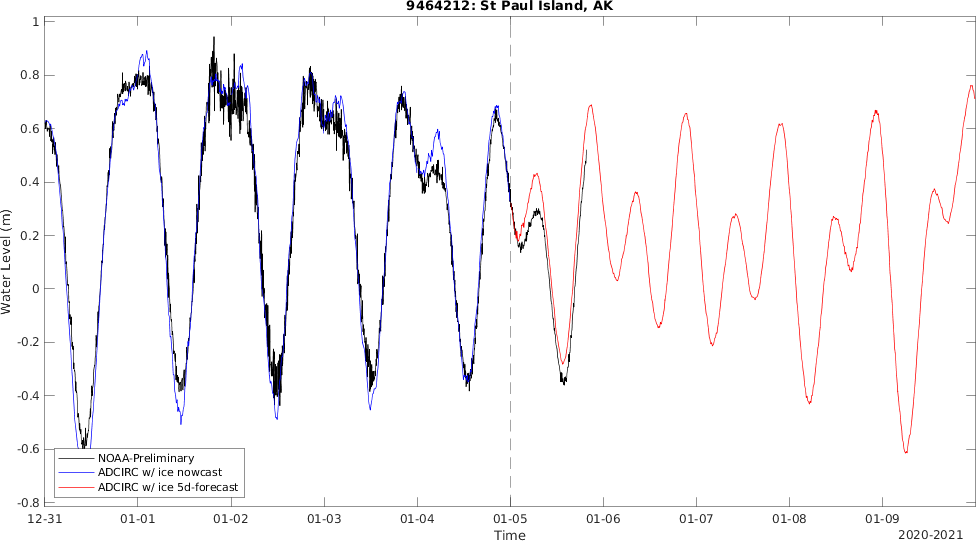 9464212: St Paul Island, AK
1
0.8
0.6
0.4
0.2
0
-0.2
-0.4
-0.6
-0.8
Water Level (m)
NOAA-Preliminary
ADCIRC w/ ice nowcast
ADCIRC w/ ice 5d-forecast
12-31 01-01 01-02 01-03 01-04 01-05 01-06 01-07 01-08 01-09
Time
2020-2021